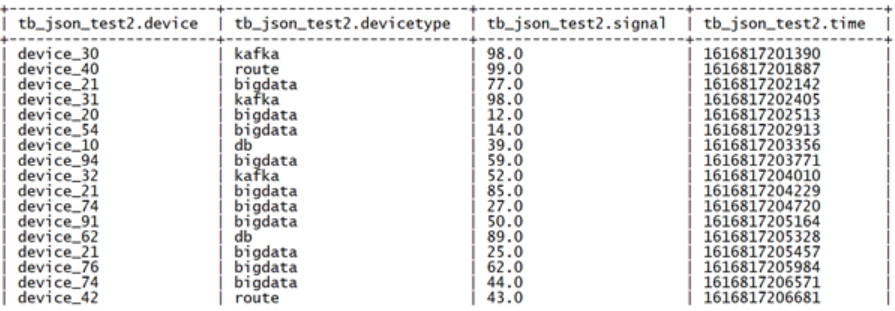 | tb_json_test2.device | tb_json_test2.devicetype | tb_json_test2.signal | tb_json_test2.time |
| device_30 | kafka | 98.0 | 1616817201390 |
| device_40 | route | 99.0 | 1616817201887 |
| device_21 | bigdata | 77.0 | 1616817202142 |
| device_31 | kafka | 98.0 | 1616817202405 |
| device_20 | bigdata | 12.0 | 1616817202513 |
| device_54 | bigdata | 14.0 | 1616817202913 |
| device_10 | db | 39.0 | 1616817203356 |
| device_94 | bigdata | 59.0 | 1616817203771 |
| device_32 | kafka | 52.0 | 1616817204010 |
| device_21 | bigdata | 85.0 | 1616817204229 |
| device_74 | bigdata | 27.0 | 1616817204720 |
| device_91 | bigdata | 50.0 | 1616817205164 |
| device_62 | db | 89.0 | 1616817205328 |
| device_21 | bigdata | 25.0 | 1616817205457 |
| device_76 | bigdata | 62.0 | 1616817205984 |
| device_74 | bigdata | 44.0 | 1616817206571 |
| device_42 | route | 43.0 | 1616817206681 |